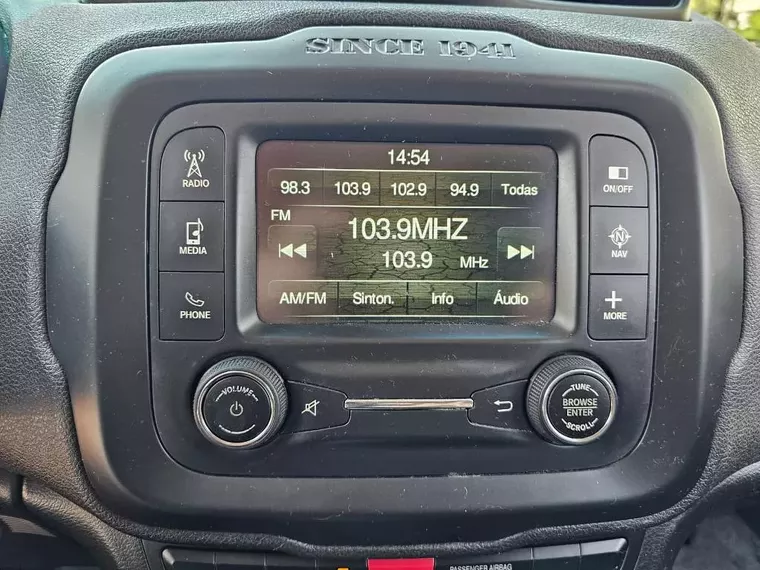 SINCE 1941
14:54
98.3 103.9 102.9 94.9 Todas
FM
103.9MHZ
103.9 MHz
AM/FM Sinton. Info Áudio
RADIO
MEDIA
PHONE
ON/OFF
N
NAV
MORE
VOLUME
TUNE
BROWSE
ENTER
SCROLL
PASSENGER AIRBAG